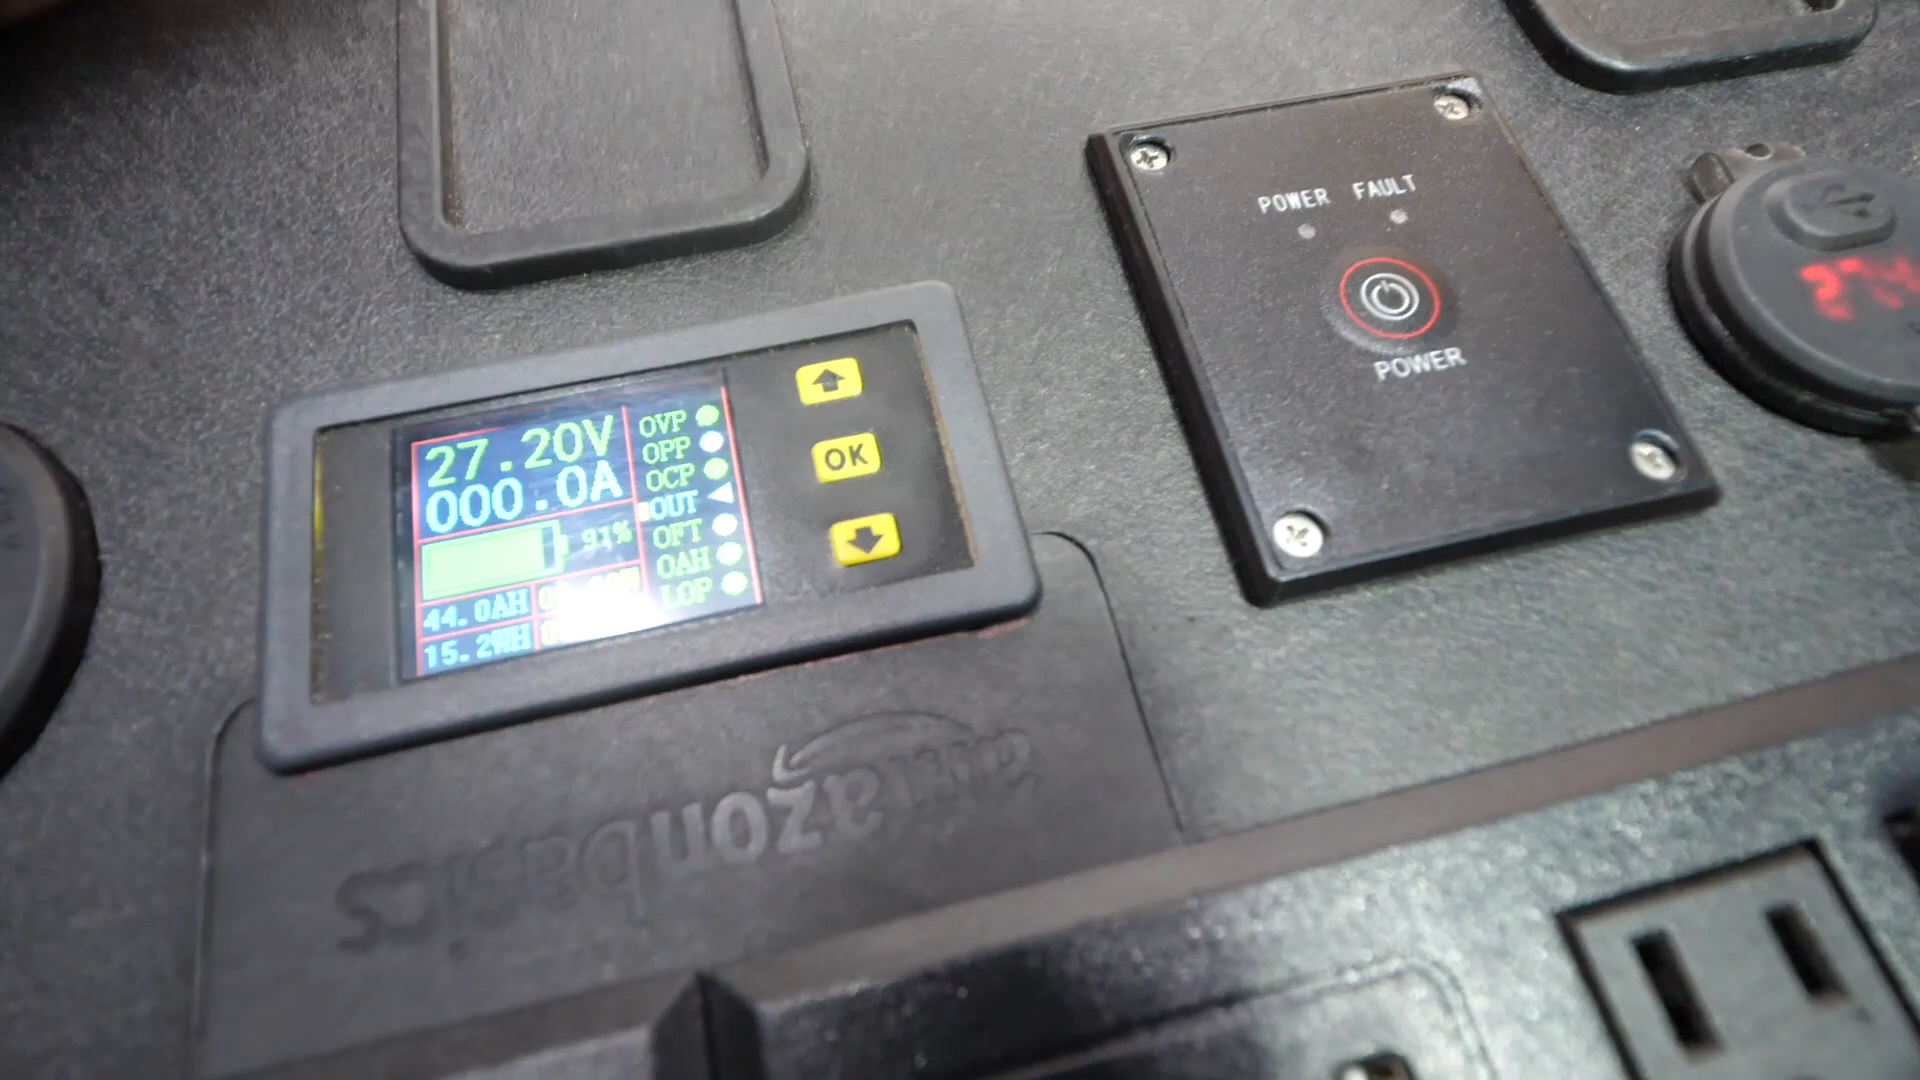 27.20V
000.0A
91%
44.0AH
15.2WH
OVP
OPP
OCP
OUT
OFT
OAH
LOP
OK
POWER FAULT
POWER
amazonbasics